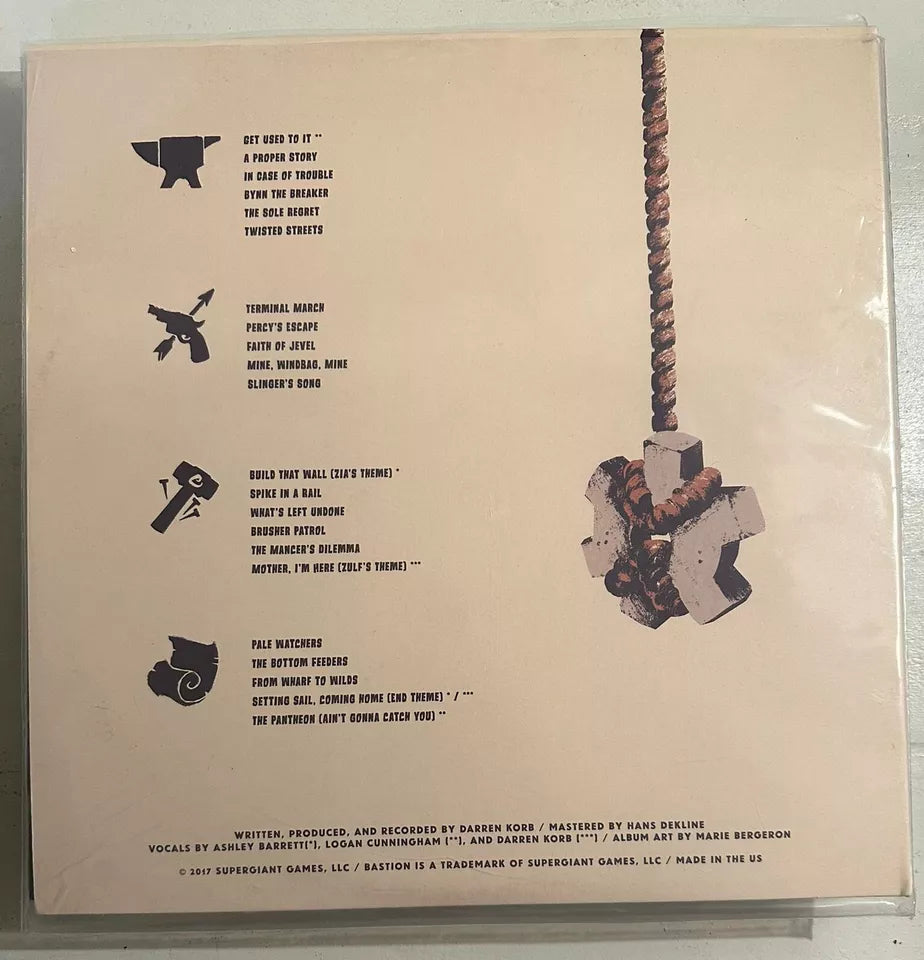 GET USED TO IT **
A PROPER STORY
IN CASE OF TROUBLE
BYNN THE BREAKER
THE SOLE REGRET
TWISTED STREETS
TERMINAL MARCH
PERCY'S ESCAPE
FAITH OF JEVEL
MINE, WINDBAG, MINE
SLINGER'S SONG
BUILD THAT WALL (ZIA'S THEME) *
SPIKE IN A RAIL
WHAT'S LEFT UNDONE
BRUSHER PATROL
THE MANCER'S DILEMMA
MOTHER, I'M HERE (ZULF'S THEME) ***
PALE WATCHERS
THE BOTTOM FEEDERS
FROM WHARF TO WILDS
SETTING SAIL, COMING HOME (END THEME) * / ***
THE PANTHEON (AIN'T GONNA CATCH YOU) **
WRITTEN, PRODUCED, AND RECORDED BY DARREN KORB / MASTERED BY HANS DEKLINE
VOCALS BY ASHLEY BARRETT(*), LOGAN CUNNINGHAM (**), AND DARREN KORB (***) / ALBUM ART BY MARIE BERGERON
© 2017 SUPERGIANT GAMES, LLC / BASTION IS A TRADEMARK OF SUPERGIANT GAMES, LLC / MADE IN THE US